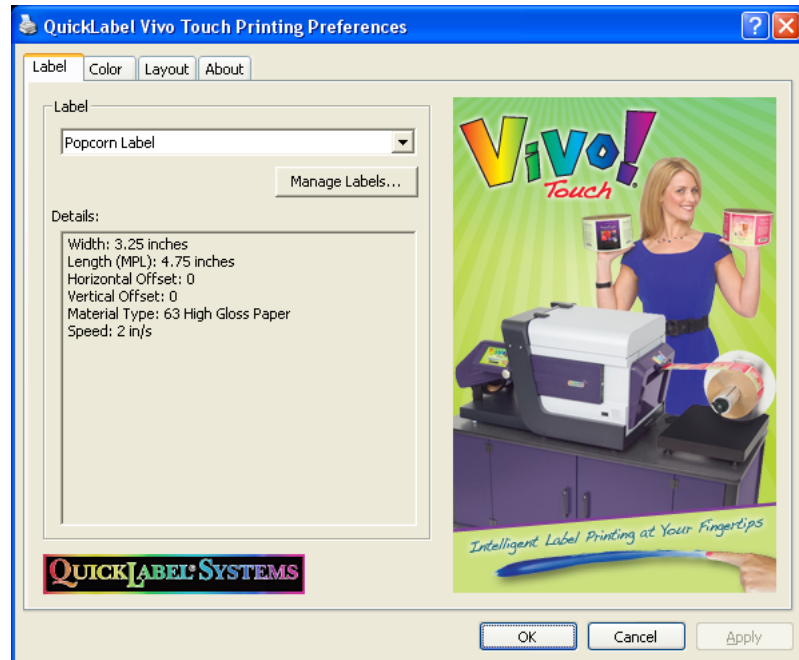 QuickLabel Vivo Touch Printing Preferences
Label Color Layout About
Label
Popcorn Label
Manage Labels...
Details:
Width: 3.25 inches
Length (MPL): 4.75 inches
Horizontal Offset: 0
Vertical Offset: 0
Material Type: 63 High Gloss Paper
Speed: 2 in/s
QUICKLABEL® SYSTEMS
ViVo!
Touch
Intelligent Label Printing at Your Fingertips
OK Cancel Apply